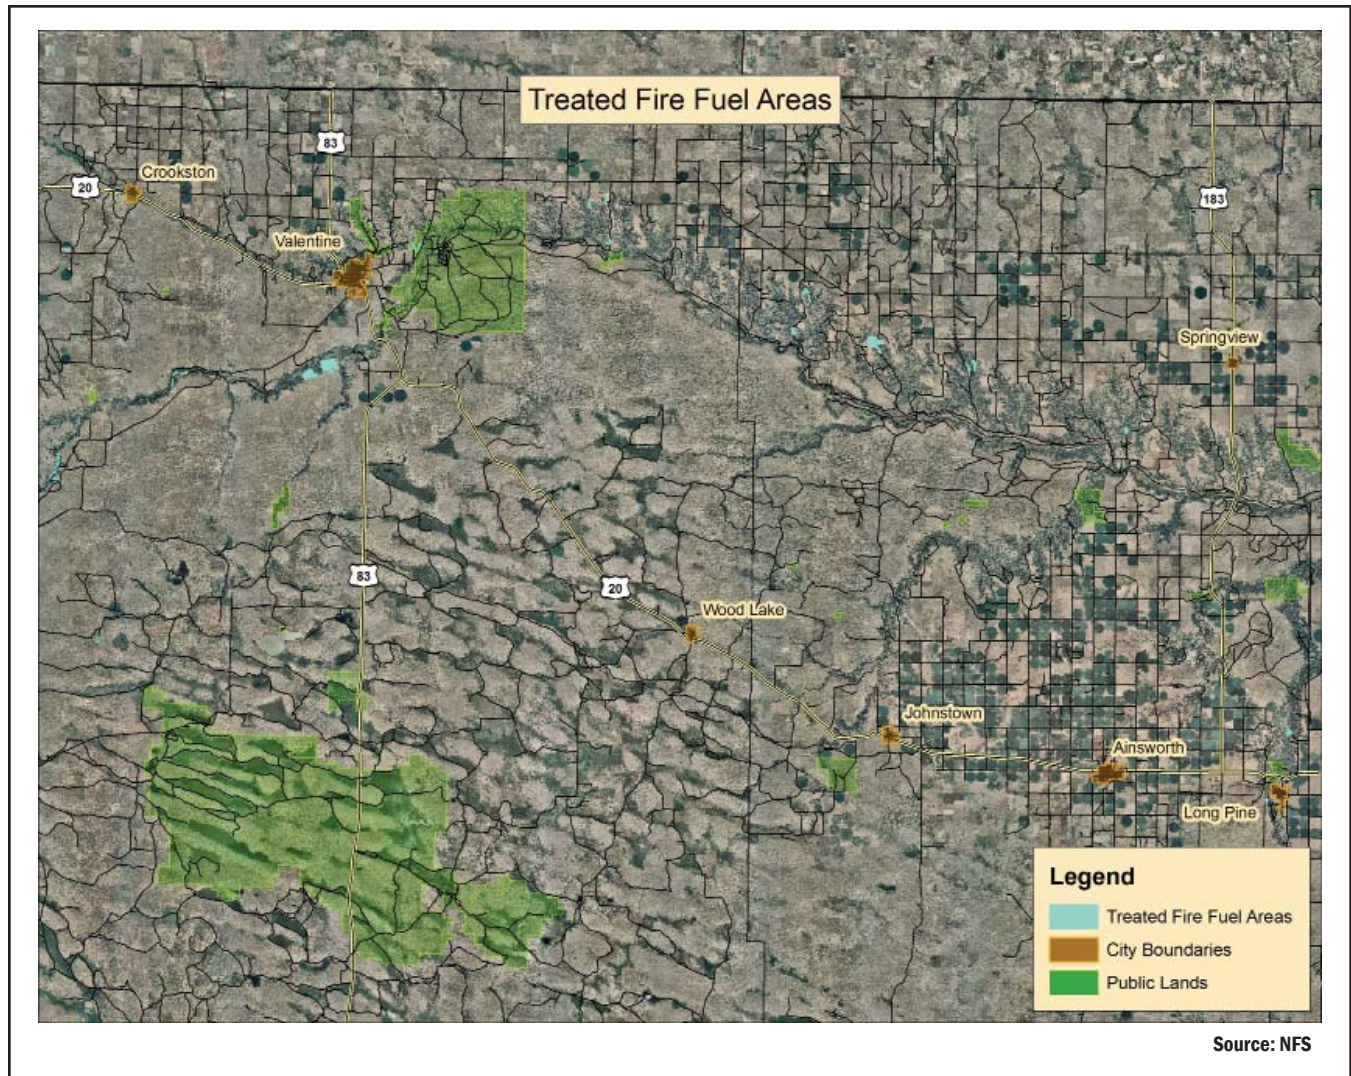 Treated Fire Fuel Areas
83
Crookston
20
183
Valentine
Springview
83
20
Wood Lake
Johnstown
Ainsworth
Long Pine
Legend
Treated Fire Fuel Areas
City Boundaries
Public Lands
Source: NFS